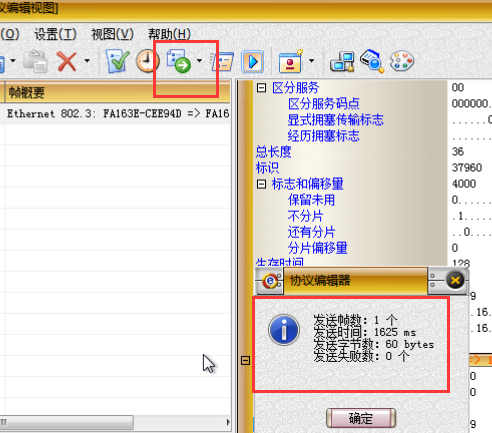 议编辑视图]
(O) 设置(T) 视图(V) 帮助(H)
帧概要
Ethernet 802.3: FA163E-CEE94D => FA16
区分服务 00
区分服务码点 000000.
显式拥塞传输标志 ......0
经历拥塞标志 .......
总长度 36
标识 37960
标志和偏移量 4000
保留未用 0.......
不分片 .1......
还有分片 ..0.....
分片偏移量 0
生存时间 128
协议编辑器
9
.16.
.16.
发送帧数: 1 个
发送时间: 1625 ms
发送字节数: 60 bytes
发送失败数: 0 个
0
0
确定
9